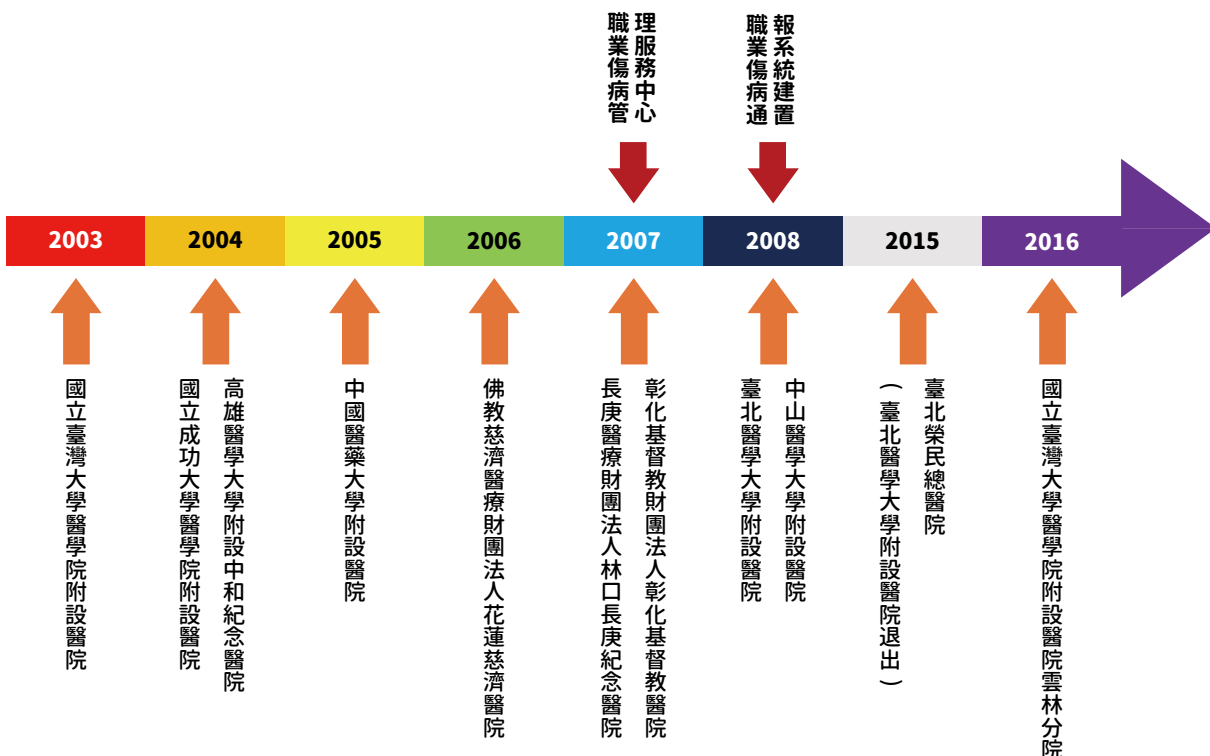 職業傷病管
理服務中心
職業傷病通
報系統建置
2003
2004
2005
2006
2007
2008
2015
2016
國立臺灣大學醫學院附設醫院
高雄醫學大學附設中和紀念醫院
國立成功大學醫學院附設醫院
中國醫藥大學附設醫院
佛教慈濟醫療財團法人花蓮慈濟醫院
彰化基督教財團法人彰化基督教醫院
長庚醫療財團法人林口長庚紀念醫院
中山醫學大學附設醫院
臺北醫學大學附設醫院
臺北榮民總醫院
(臺北醫學大學附設醫院退出)
國立臺灣大學醫學院附設醫院雲林分院